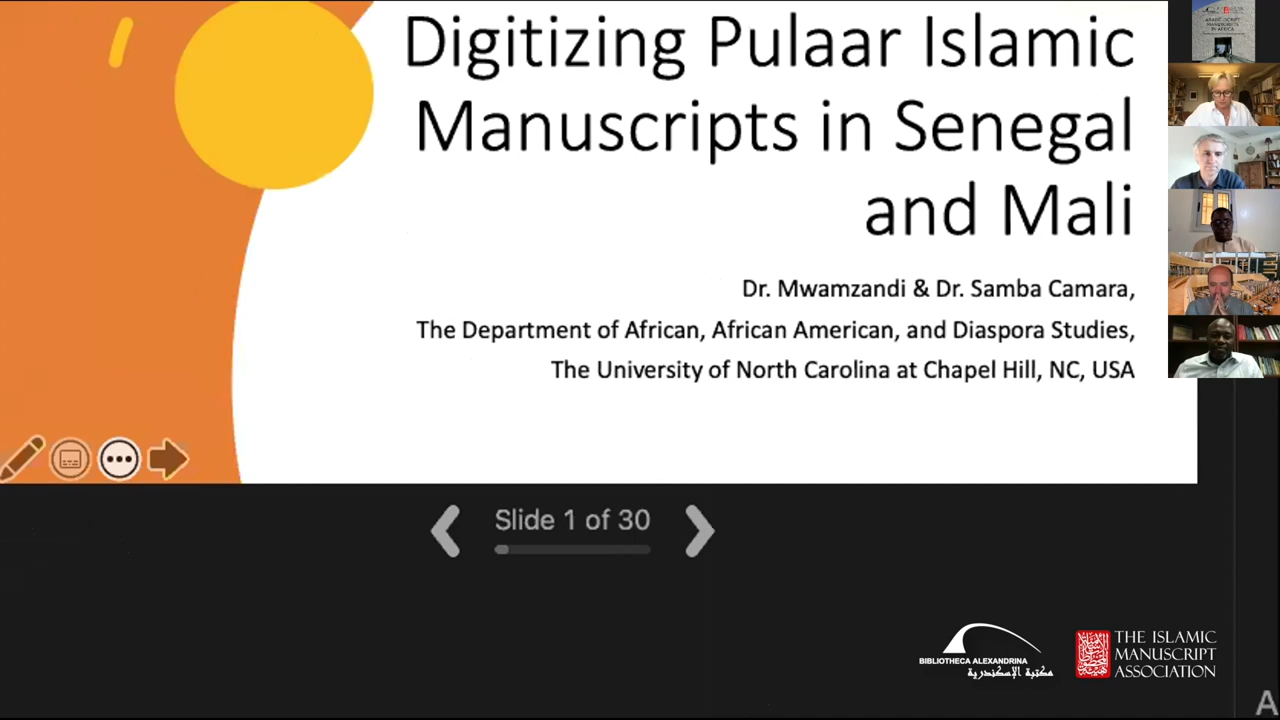 Digitizing Pulaar Islamic
Manuscripts in Senegal
and Mali
Dr. Mwamzandi & Dr. Samba Camara,
The Department of African, African American, and Diaspora Studies,
The University of North Carolina at Chapel Hill, NC, USA
Slide 1 of 30
BIBLIOTHECA ALEXANDRINA
مكتبة الإسكندرية
THE ISLAMIC
MANUSCRIPT
ASSOCIATION
A